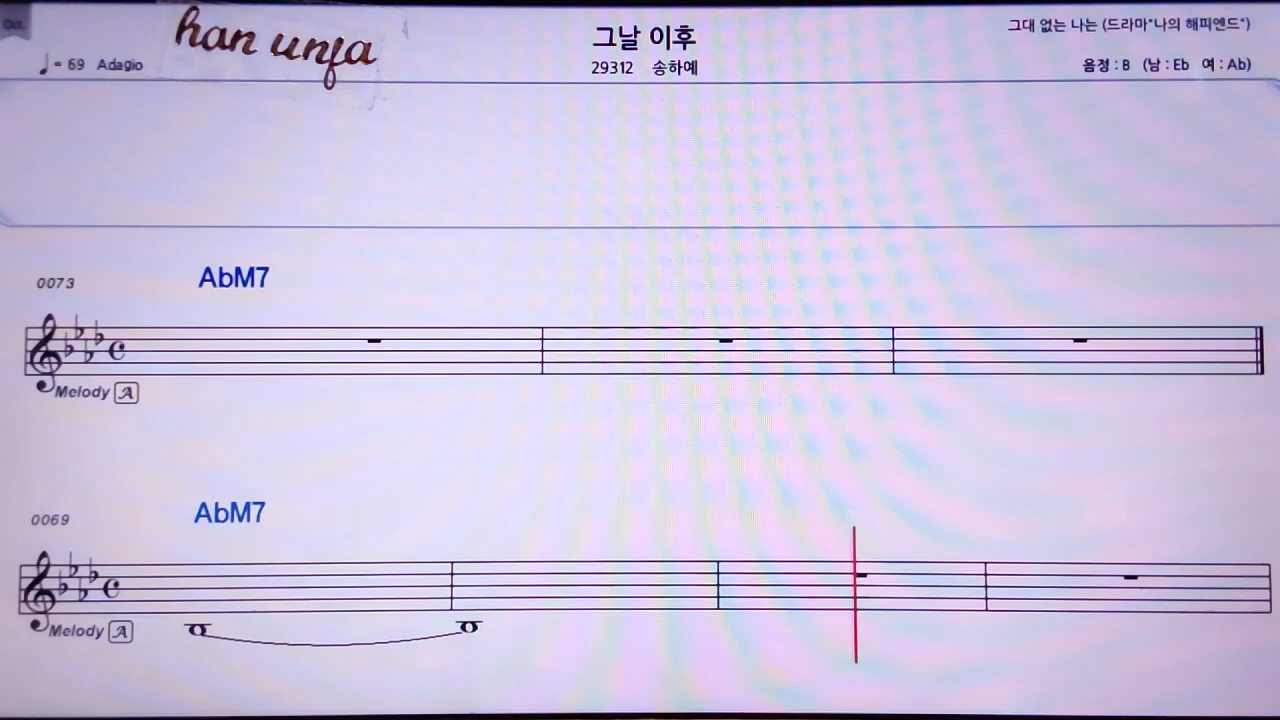 Oct.
han unja
♩= 69 Adagio
그날 이후
29312 송하예
그대 없는 나는 (드라마"나의 해피엔드")
음정 : B (남 : Eb 여 : Ab)
0073
AbM7
Melody A
0069
AbM7
Melody A